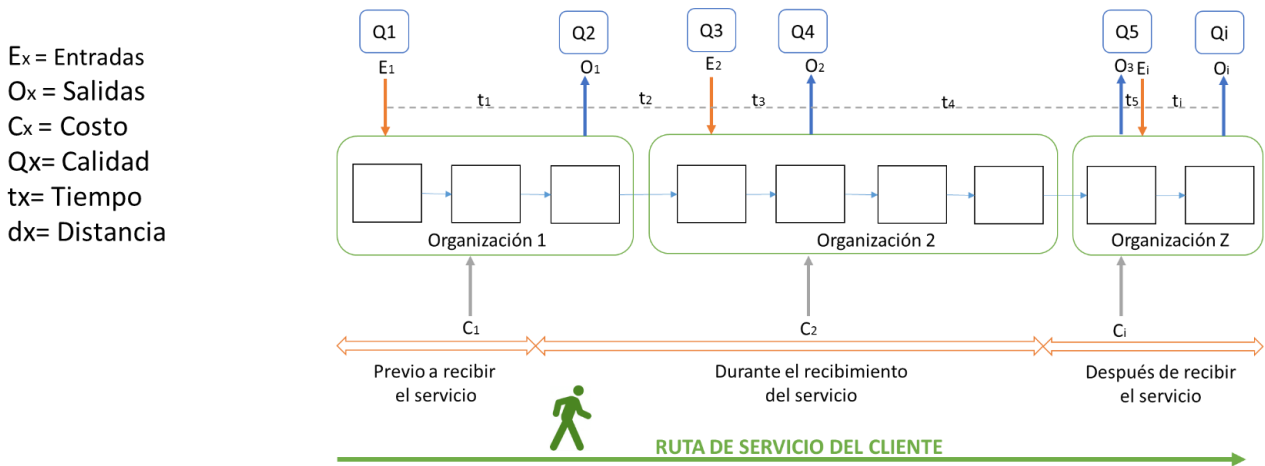 Eₓ = Entradas
Oₓ = Salidas
Cₓ = Costo
Qx= Calidad
tx= Tiempo
dx= Distancia
Q1 Q2 Q3 Q4 Q5 Qi
E₁ O₁ E₂ O₂ O₃ Eᵢ Oᵢ
t₁ t₂ t₃ t₄ t₅ tᵢ
Organización 1 Organización 2 Organización Z
C₁ C₂ Cᵢ
Previo a recibir
el servicio
Durante el recibimiento
del servicio
Después de recibir
el servicio
RUTA DE SERVICIO DEL CLIENTE